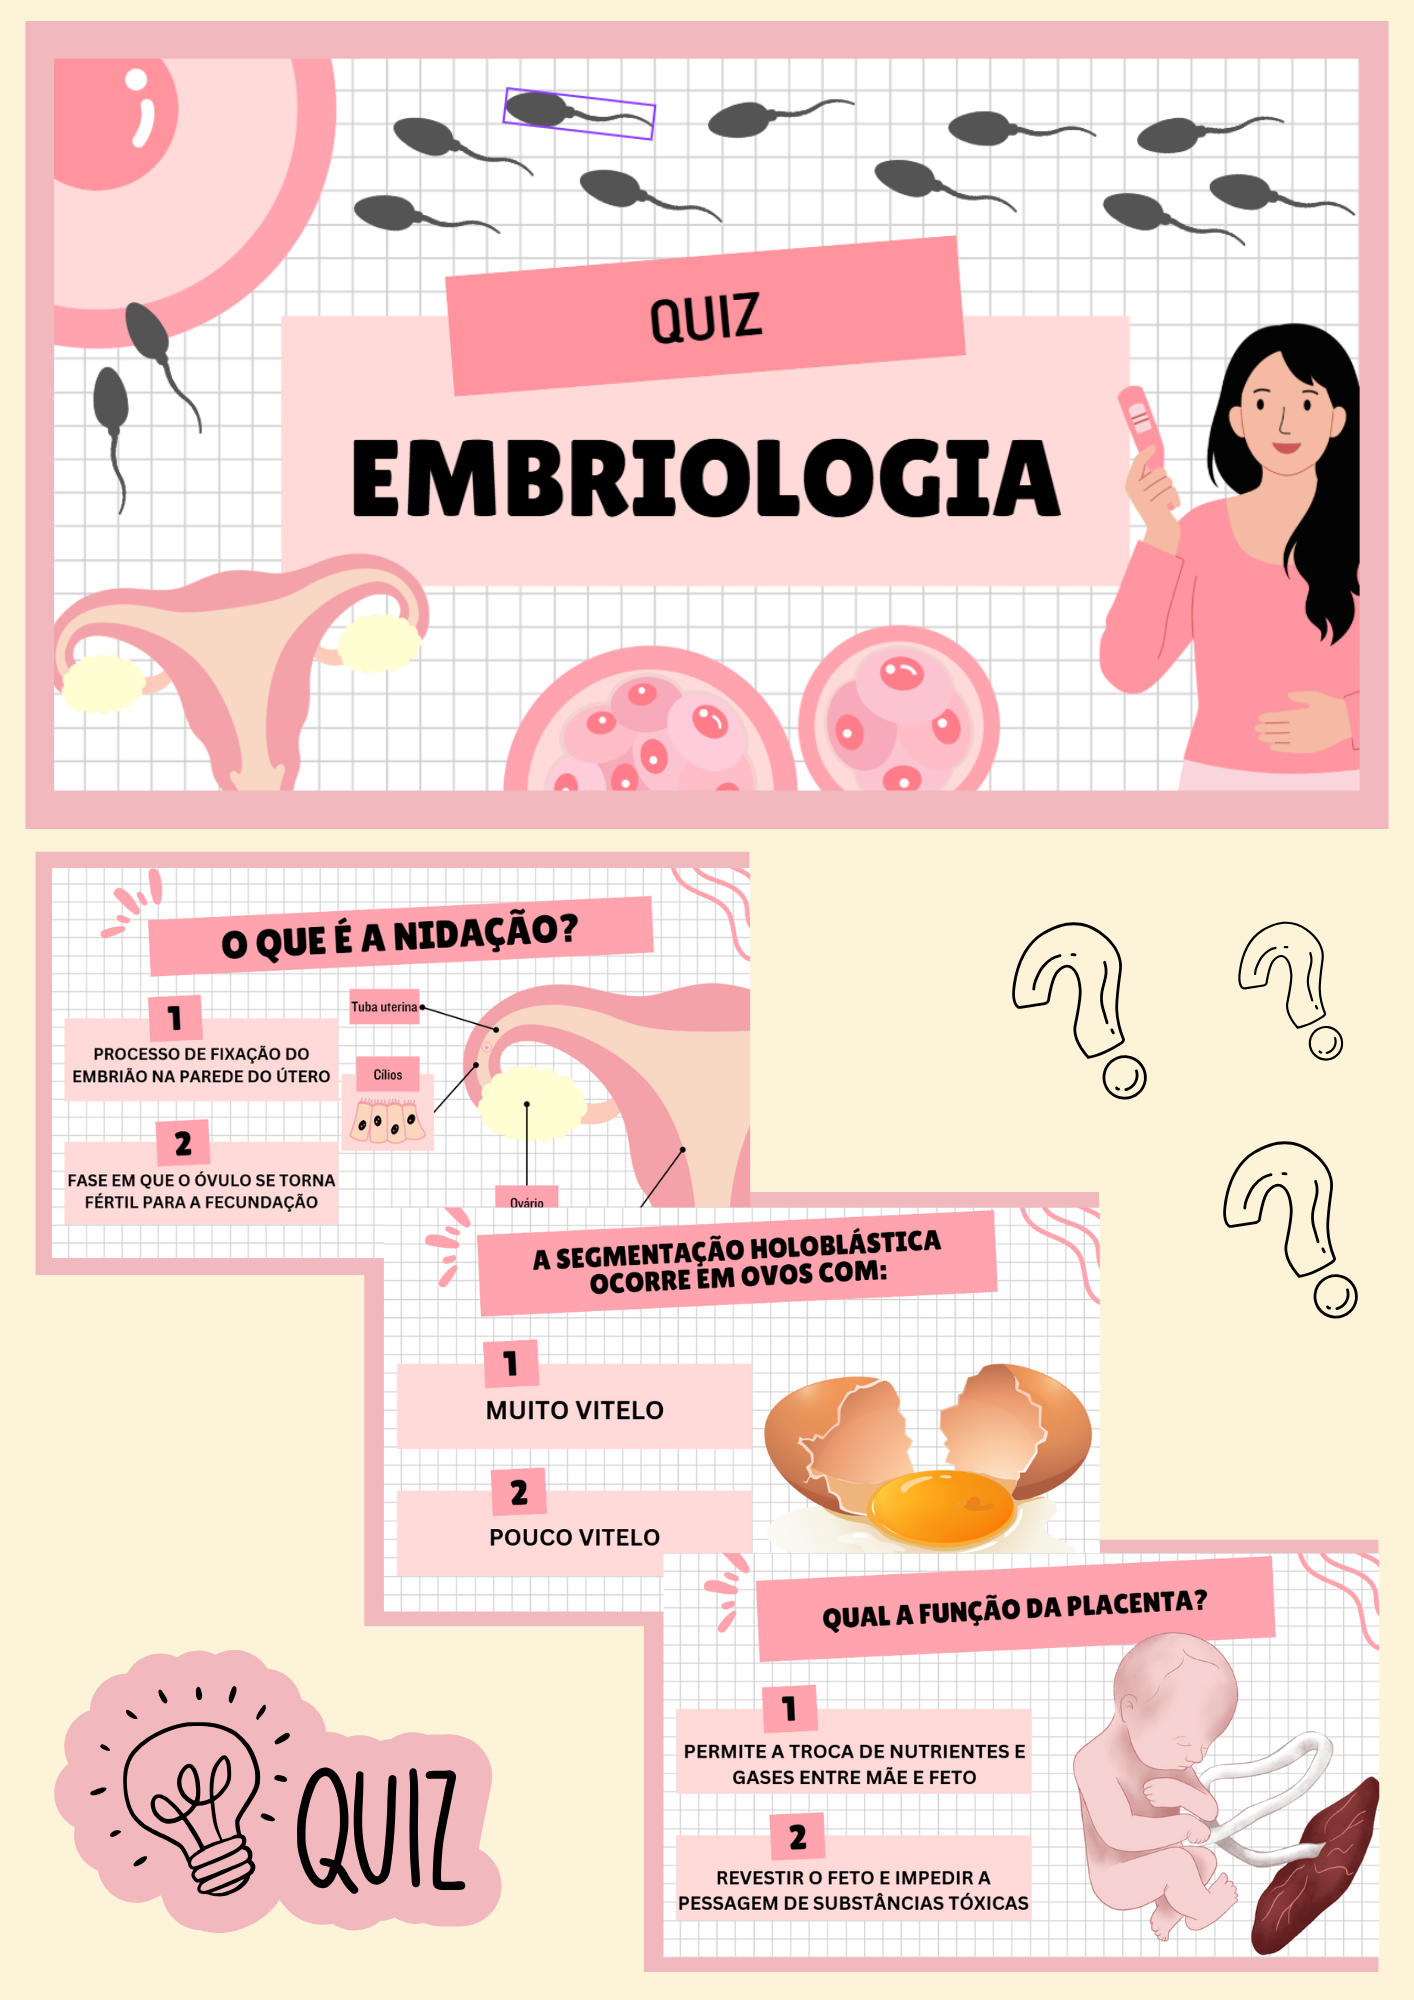 QUIZ
EMBRIOLOGIA
O QUE É A NIDAÇÃO?
1
PROCESSO DE FIXAÇÃO DO
EMBRIÃO NA PAREDE DO ÚTERO
2
FASE EM QUE O ÓVULO SE TORNA
FÉRTIL PARA A FECUNDAÇÃO
Tuba uterina
Cílios
Ovário
A SEGMENTAÇÃO HOLOBLÁSTICA
OCORRE EM OVOS COM:
1
MUITO VITELO
2
POUCO VITELO
QUAL A FUNÇÃO DA PLACENTA?
1
PERMITE A TROCA DE NUTRIENTES E
GASES ENTRE MÃE E FETO
2
REVESTIR O FETO E IMPEDIR A
PESSAGEM DE SUBSTÂNCIAS TÓXICAS
QUIZ